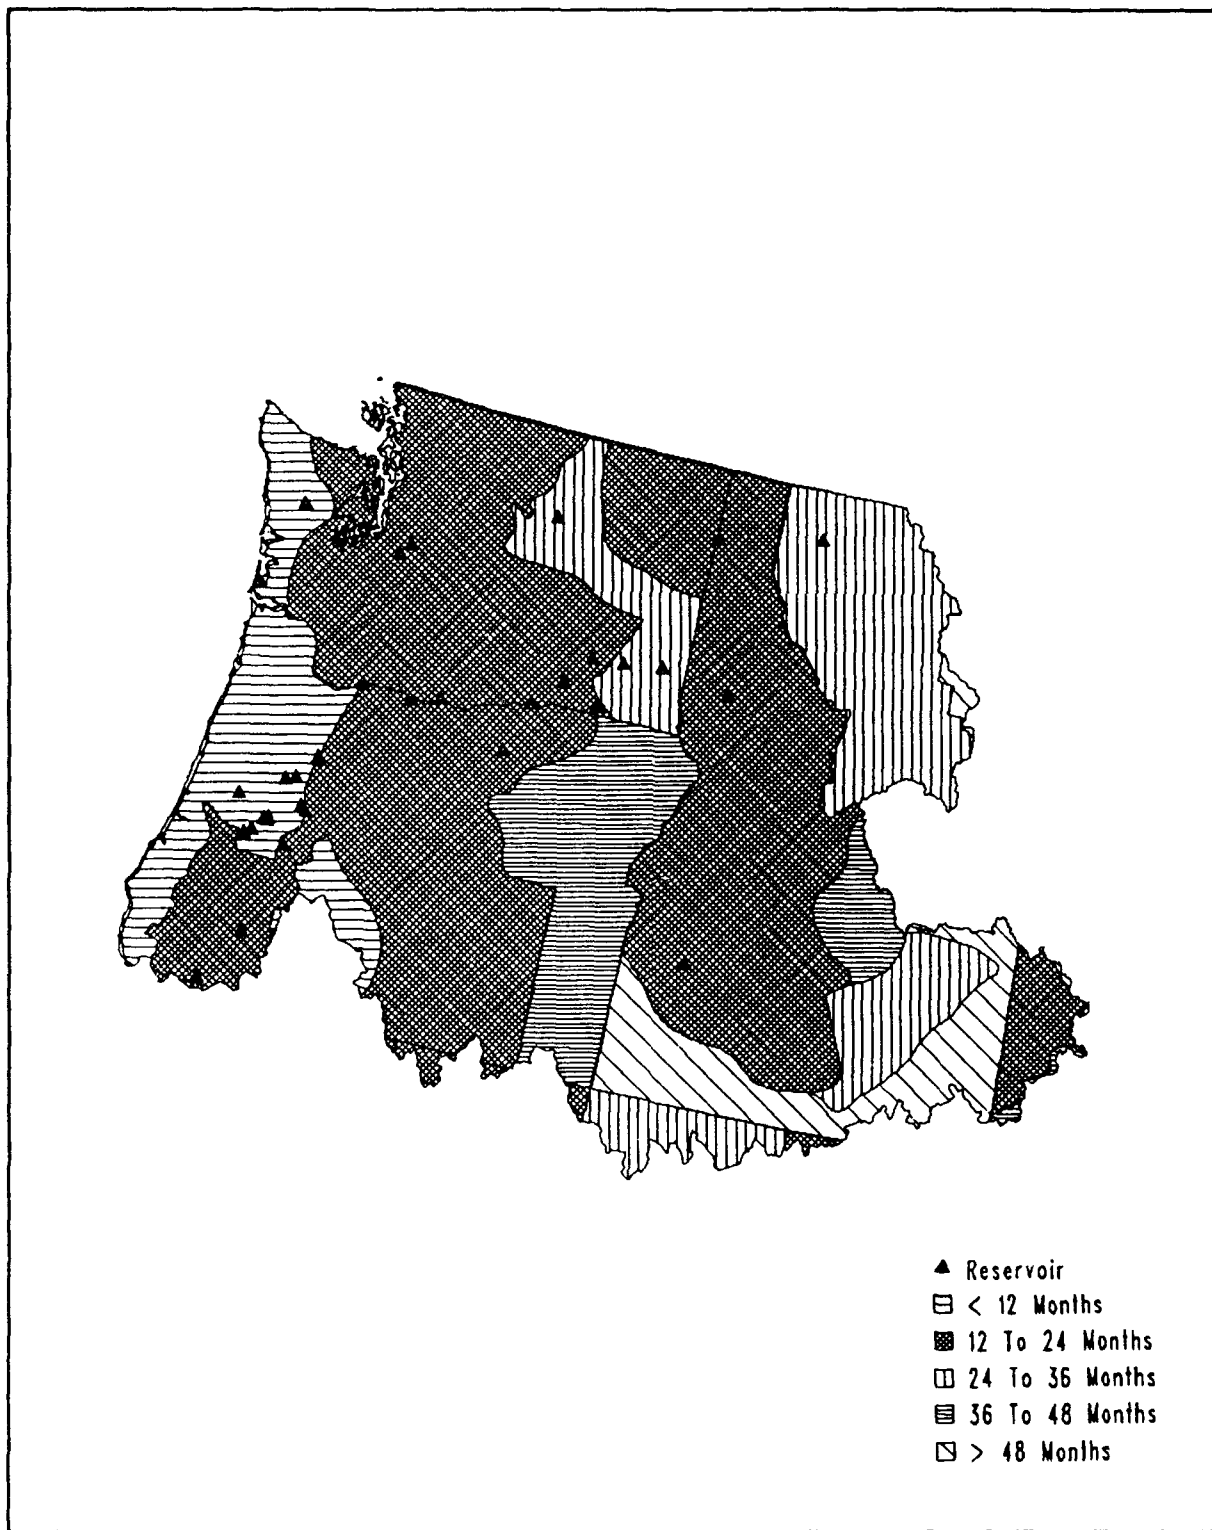 Reservoir
< 12 Months
12 To 24 Months
24 To 36 Months
36 To 48 Months
> 48 Months